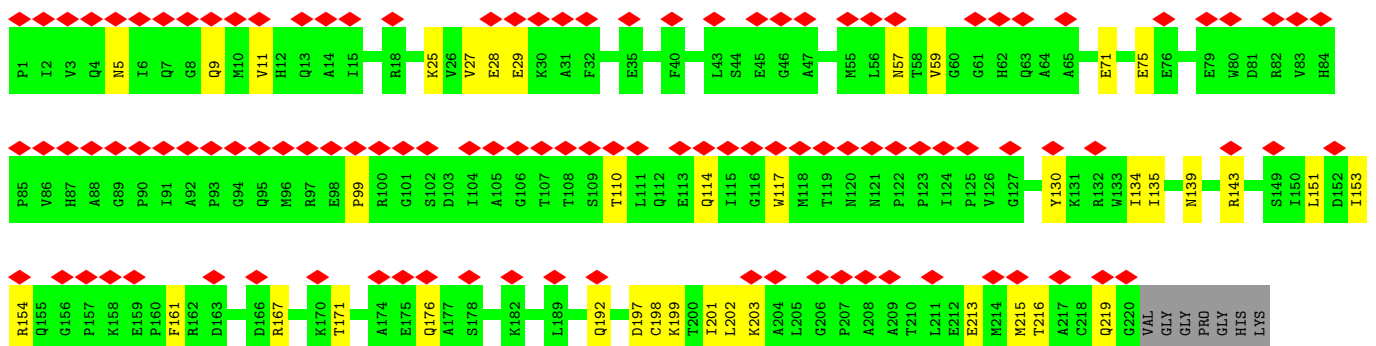 P1 I2 V3 Q4 N5 I6 Q7 G8 Q9 M10 V11 H12 Q13 A14 I15 R18 K25 V26 V27 E28 E29 K30 A31 F32 E35 F40 L43 S44 E45 G46 A47 M55 L56 N57 T58 V59 G60 G61 H62 Q63 A64 A65 E71 E75 E76 E79 W80 D81 R82 V83 H84
P85 V86 H87 A88 G89 P90 I91 A92 P93 G94 Q95 M96 R97 E98 P99 R100 G101 S102 D103 I104 A105 G106 T107 T108 S109 T110 L111 Q112 E113 Q114 I115 G116 W117 M118 T119 N120 N121 P122 P123 I124 P125 V126 G127 Y130 K131 R132 W133 I134 I135 N139 R143 S149 I150 L151 D152 I153
R154 Q155 G156 P157 K158 E159 P160 F161 R162 D163 D166 R167 K170 T171 A174 E175 Q176 A177 S178 K182 L189 Q192 D197 C198 K199 T200 I201 L202 K203 A204 L205 G206 P207 A208 A209 T210 L211 E212 E213 M214 M215 T216 A217 C218 Q219 G220 VAL GLY GLY PRO GLY HIS LYS